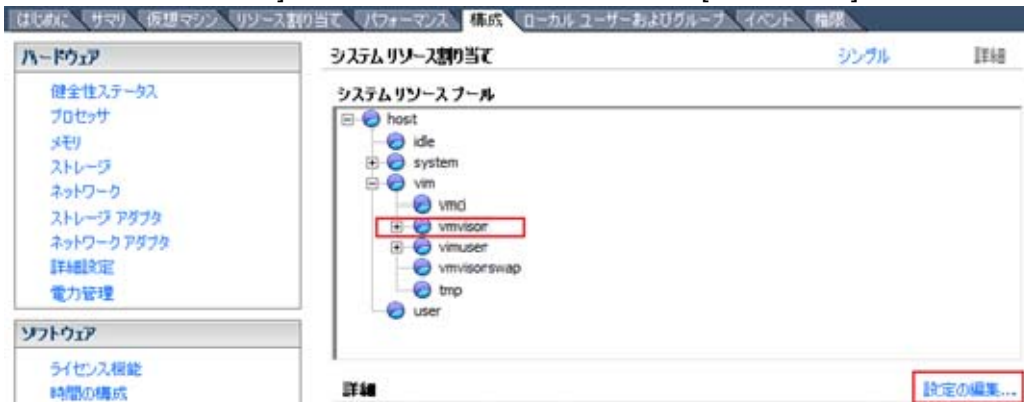 はじめに サマリ 仮想マシン リソース割り当て パフォーマンス 構成 ローカル ユーザーおよびグループ イベント 権限
ハードウェア
健全性ステータス
プロセッサ
メモリ
ストレージ
ネットワーク
ストレージ アダプタ
ネットワーク アダプタ
詳細設定
電力管理
ソフトウェア
ライセンス機能
時間の構成
システム リソース割り当て シンプル 詳細
システム リソース プール
host
idle
system
vim
vmci
vmvisor
vimuser
vmvisorswap
tmp
user
詳細 設定の編集...